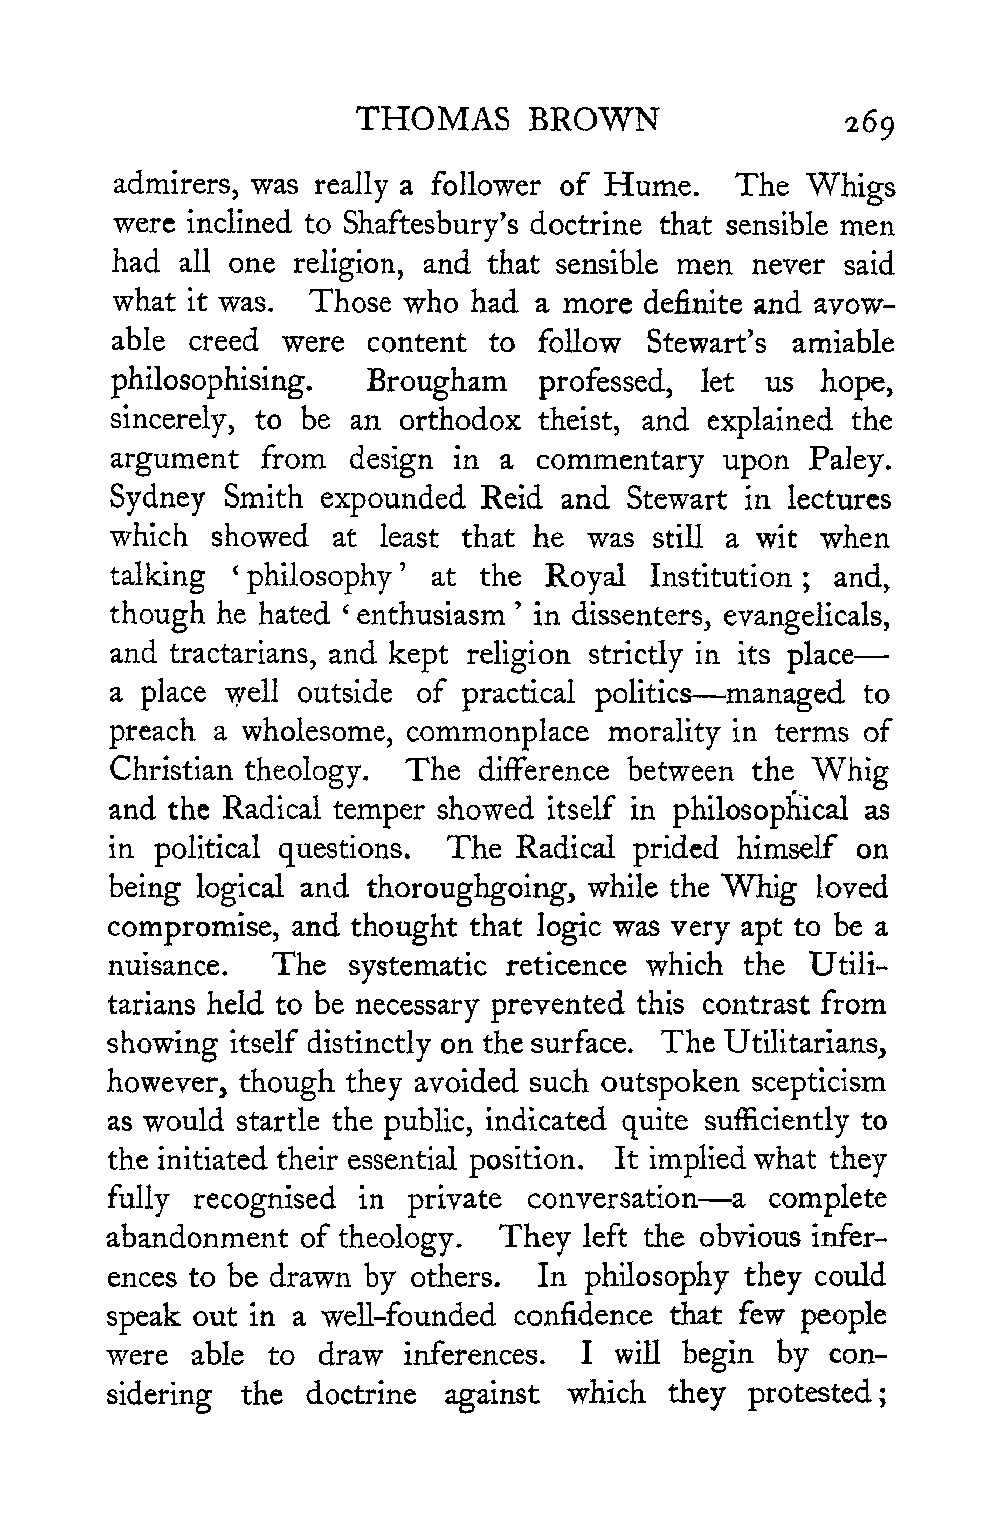 THOMAS BROWN 269
admirers, was really a follower of Hume. The Whigs
were inclined to Shaftesbury's doctrine that sensible men
had all one religion, and that sensible men never said
what it was. Those who had a more definite and avow-
able creed were content to follow Stewart's amiable
philosophising. Brougham professed, let us hope,
sincerely, to be an orthodox theist, and explained the
argument from design in a commentary upon Paley.
Sydney Smith expounded Reid and Stewart in lectures
which showed at least that he was still a wit when
talking ‘philosophy’ at the Royal Institution; and,
though he hated ‘enthusiasm’ in dissenters, evangelicals,
and tractarians, and kept religion strictly in its place—
a place well outside of practical politics—managed to
preach a wholesome, commonplace morality in terms of
Christian theology. The difference between the Whig
and the Radical temper showed itself in philosophical as
in political questions. The Radical prided himself on
being logical and thoroughgoing, while the Whig loved
compromise, and thought that logic was very apt to be a
nuisance. The systematic reticence which the Utili-
tarians held to be necessary prevented this contrast from
showing itself distinctly on the surface. The Utilitarians,
however, though they avoided such outspoken scepticism
as would startle the public, indicated quite sufficiently to
the initiated their essential position. It implied what they
fully recognised in private conversation—a complete
abandonment of theology. They left the obvious infer-
ences to be drawn by others. In philosophy they could
speak out in a well-founded confidence that few people
were able to draw inferences. I will begin by con-
sidering the doctrine against which they protested;